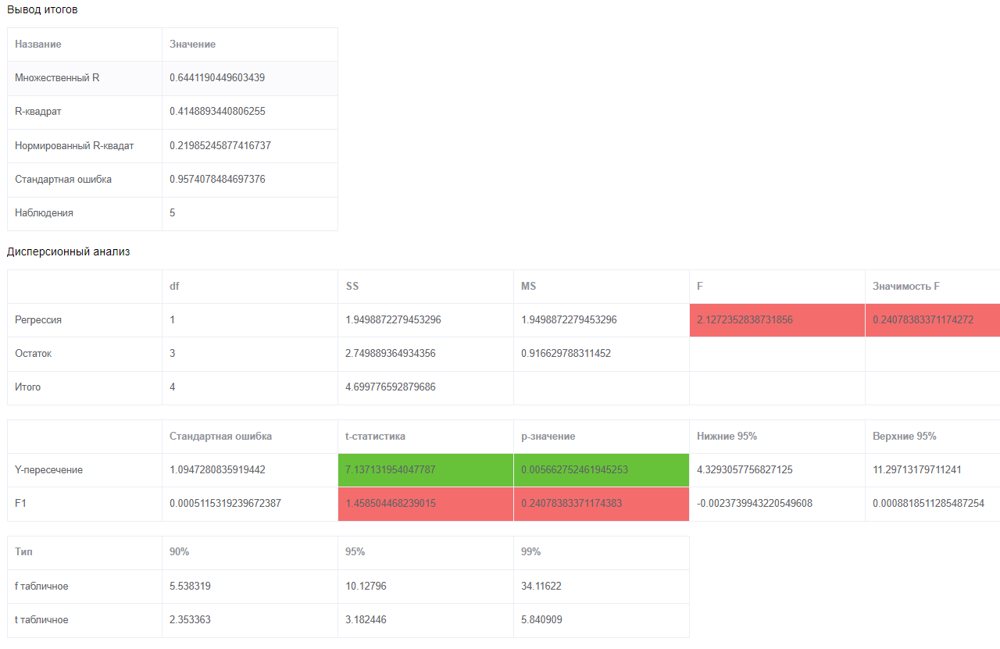 Вывод итогов
Название Значение
Множественный R 0.6441190449603439
R-квадрат 0.4148893440806255
Нормированный R-квадат 0.21985245877416737
Стандартная ошибка 0.9574078484697376
Наблюдения 5
Дисперсионный анализ
df SS MS F Значимость F
Регрессия 1 1.9498872279453296 1.9498872279453296 2.1272352838731856 0.24078383371174272
Остаток 3 2.749889364934356 0.916629788311452
Итого 4 4.699776592879686
Стандартная ошибка t-статистика p-значение Нижние 95% Верхние 95%
Y-пересечение 1.0947280835919442 7.137131954047787 0.005662752461945253 4.3293057756827125 11.29713179711241
F1 0.0005115319239672387 1.458504468239015 0.24078383371174383 -0.0023739943220549608 0.0008818511285487254
Тип 90% 95% 99%
f табличное 5.538319 10.12796 34.11622
t табличное 2.353363 3.182446 5.840909